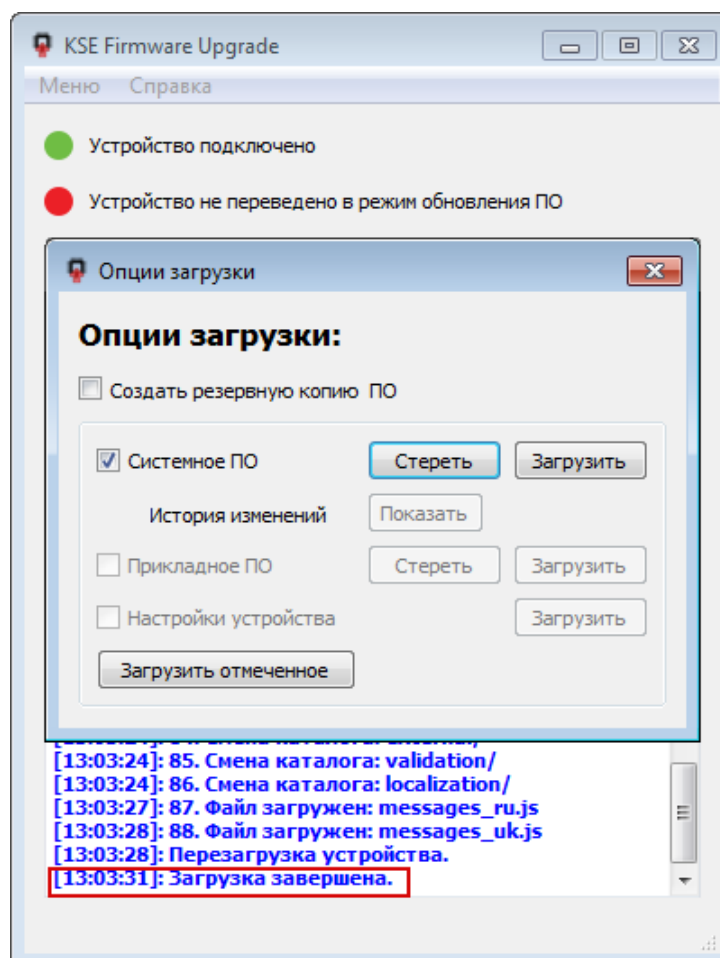 KSE Firmware Upgrade
Меню Справка
Устройство подключено
Устройство не переведено в режим обновления ПО
Опции загрузки
Опции загрузки:
Создать резервную копию ПО
Системное ПО Стереть Загрузить
История изменений Показать
Прикладное ПО Стереть Загрузить
Настройки устройства Загрузить
Загрузить отмеченное
[13:03:24]: 85. Смена каталога: validation/
[13:03:24]: 86. Смена каталога: localization/
[13:03:27]: 87. Файл загружен: messages_ru.js
[13:03:28]: 88. Файл загружен: messages_uk.js
[13:03:28]: Перезагрузка устройства.
[13:03:31]: Загрузка завершена.